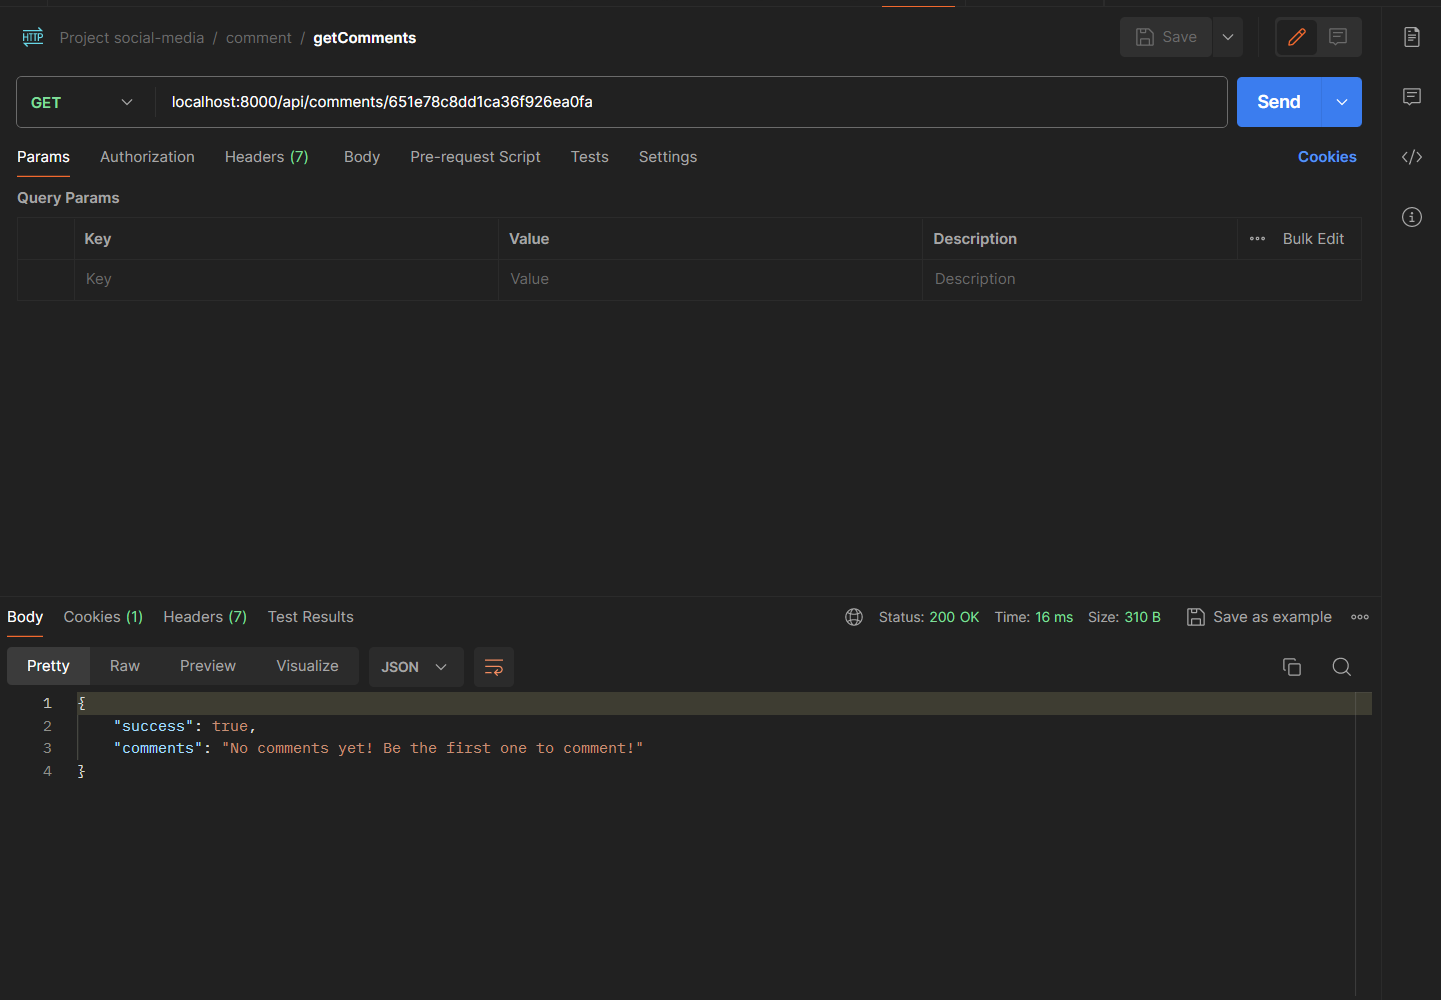 HTTP Project social-media / comment / getComments Save
GET localhost:8000/api/comments/651e78c8dd1ca36f926ea0fa Send
Params Authorization Headers (7) Body Pre-request Script Tests Settings Cookies
Query Params
Key Value Description Bulk Edit
Key Value Description
Body Cookies (1) Headers (7) Test Results Status: 200 OK Time: 16 ms Size: 310 B Save as example
Pretty Raw Preview Visualize JSON
1 {
2 "success": true,
3 "comments": "No comments yet! Be the first one to comment!"
4 }